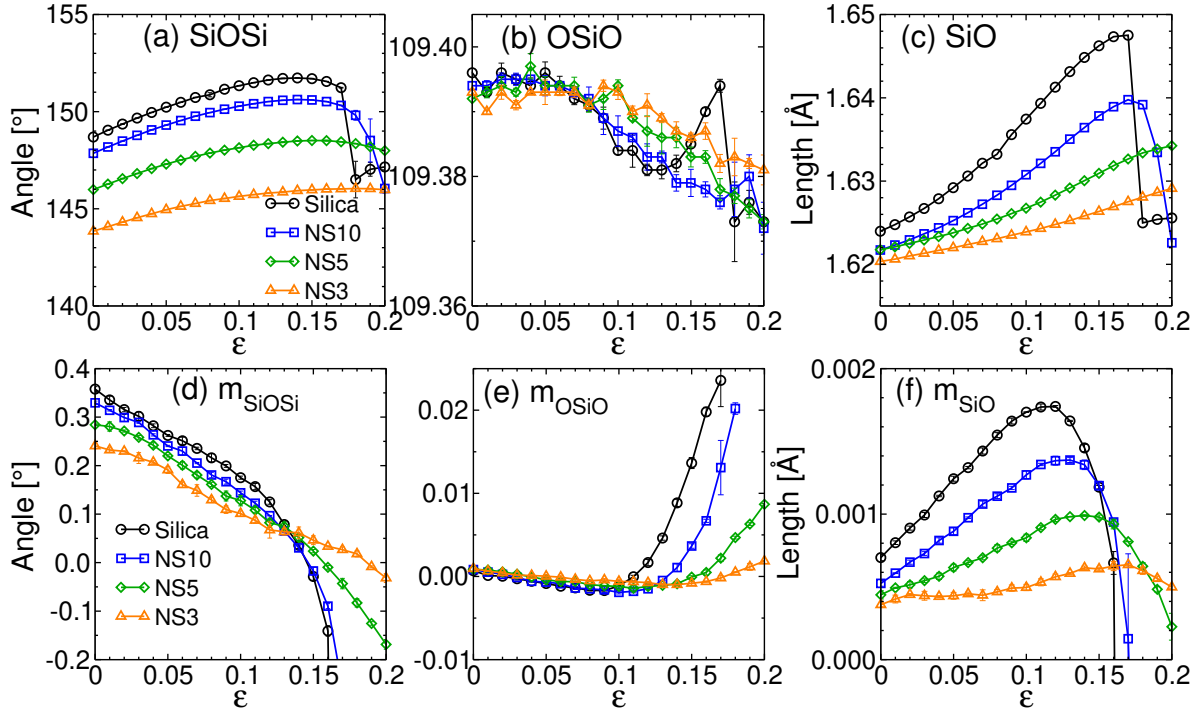 155
150
145
140
Angle [°]
(a) SiOSi
Silica
NS10
NS5
NS3
0 0.05 0.1 0.15 0.2
ε
109.40
109.38
109.36
(b) OSiO
0 0.05 0.1 0.15 0.2
ε
1.65
1.64
1.63
1.62
Length [Å]
(c) SiO
0 0.05 0.1 0.15 0.2
ε
0.4
0.3
0.2
0.1
0.0
-0.1
-0.2
Angle [°]
(d) m_SiOSi
Silica
NS10
NS5
NS3
0 0.05 0.1 0.15 0.2
ε
0.02
0.01
0.00
-0.01
(e) m_OSiO
0 0.05 0.1 0.15 0.2
ε
0.002
0.001
0.000
Length [Å]
(f) m_SiO
0 0.05 0.1 0.15 0.2
ε